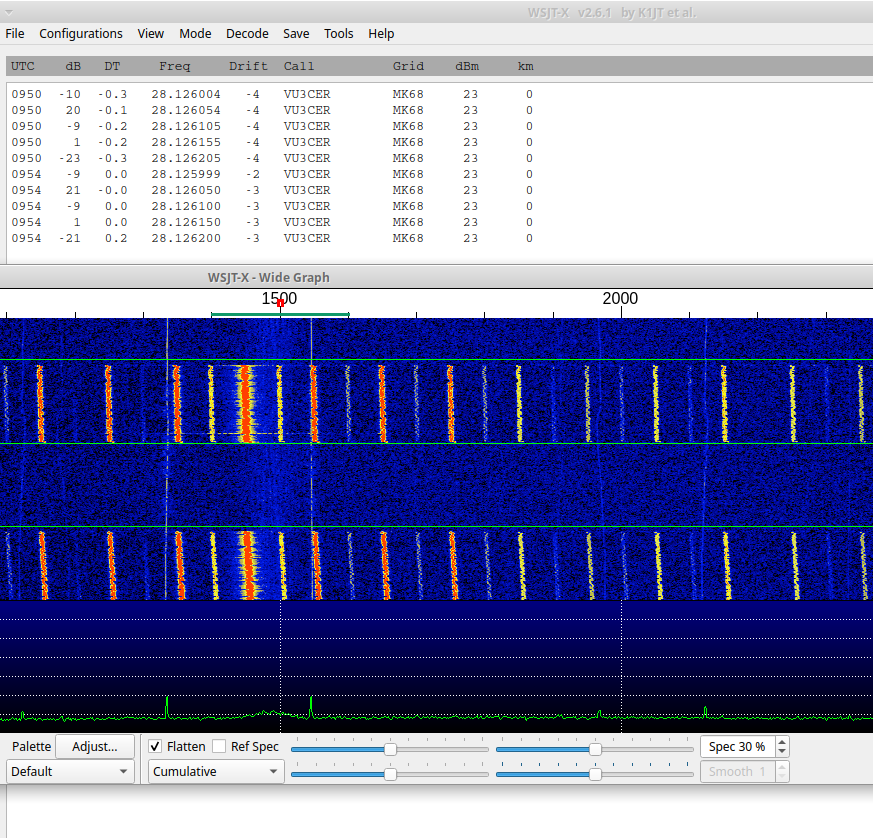 WSJT-X v2.6.1 by K1JT et al.
File Configurations View Mode Decode Save Tools Help
UTC dB DT Freq Drift Call Grid dBm km
0950 -10 -0.3 28.126004 -4 VU3CER MK68 23 0
0950 20 -0.1 28.126054 -4 VU3CER MK68 23 0
0950 -9 -0.2 28.126105 -4 VU3CER MK68 23 0
0950 1 -0.2 28.126155 -4 VU3CER MK68 23 0
0950 -23 -0.3 28.126205 -4 VU3CER MK68 23 0
0954 -9 0.0 28.125999 -2 VU3CER MK68 23 0
0954 21 -0.0 28.126050 -3 VU3CER MK68 23 0
0954 -9 0.0 28.126100 -3 VU3CER MK68 23 0
0954 1 0.0 28.126150 -3 VU3CER MK68 23 0
0954 -21 0.2 28.126200 -3 VU3CER MK68 23 0
WSJT-X - Wide Graph
1500 2000
Palette Adjust... Flatten Ref Spec Spec 30 %
Default Cumulative Smooth 1